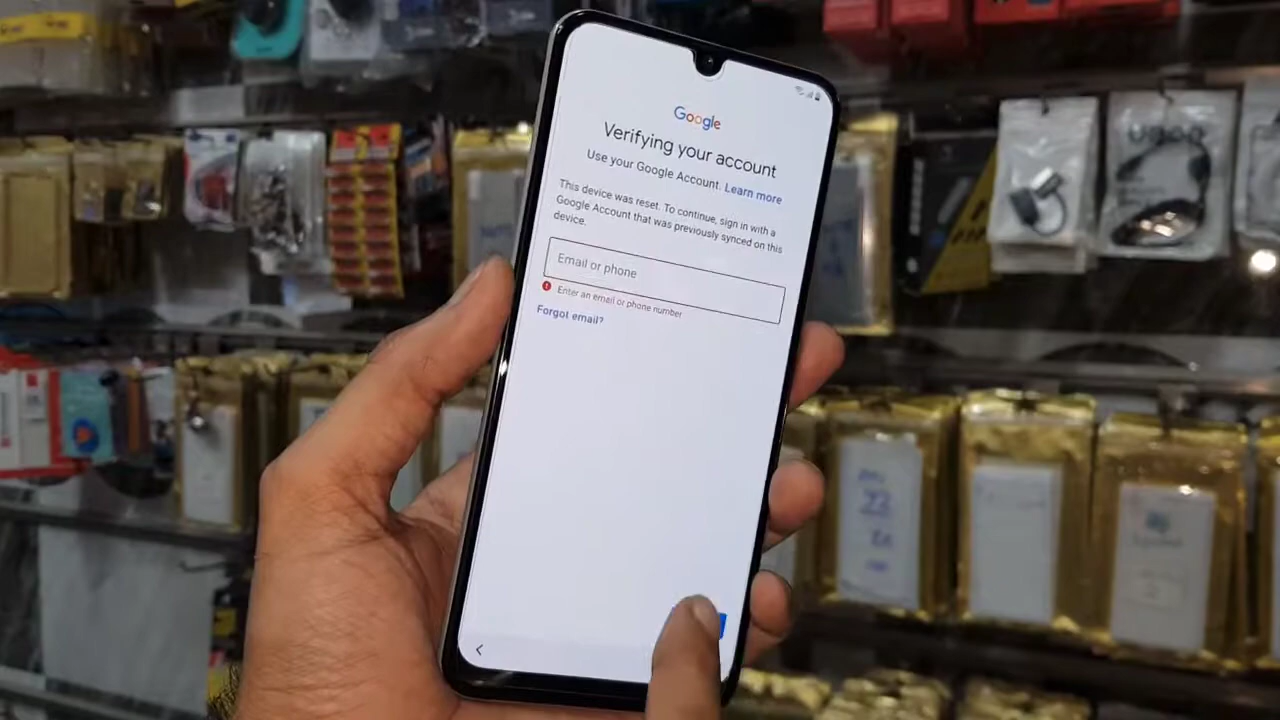 Google
Verifying your account
Use your Google Account. Learn more
This device was reset. To continue, sign in with a
Google Account that was previously synced on this
device.
Email or phone
Enter an email or phone number
Forgot email?